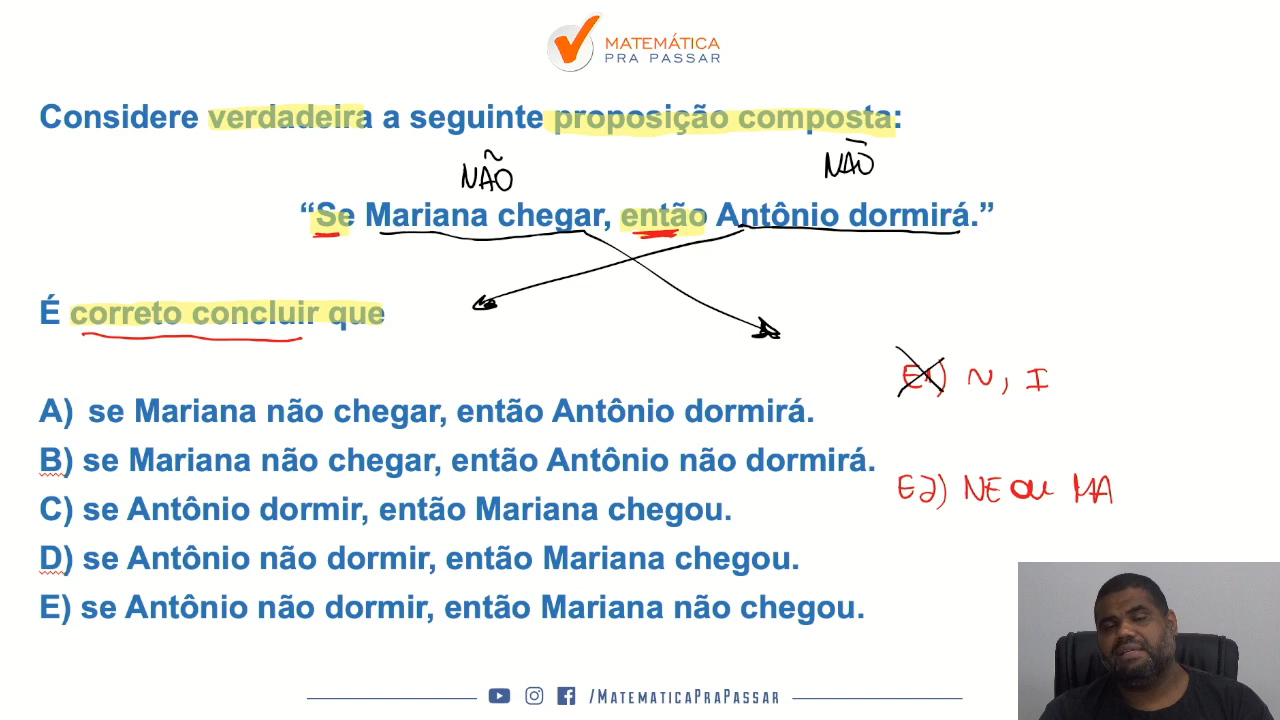 MATEMÁTICA
PRA PASSAR
Considere verdadeira a seguinte proposição composta:
NÃO NÃO
“Se Mariana chegar, então Antônio dormirá.”
É correto concluir que
E1) N, I
A) se Mariana não chegar, então Antônio dormirá.
B) se Mariana não chegar, então Antônio não dormirá.
E2) NE ou MA
C) se Antônio dormir, então Mariana chegou.
D) se Antônio não dormir, então Mariana chegou.
E) se Antônio não dormir, então Mariana não chegou.
/MatematicaPraPassar